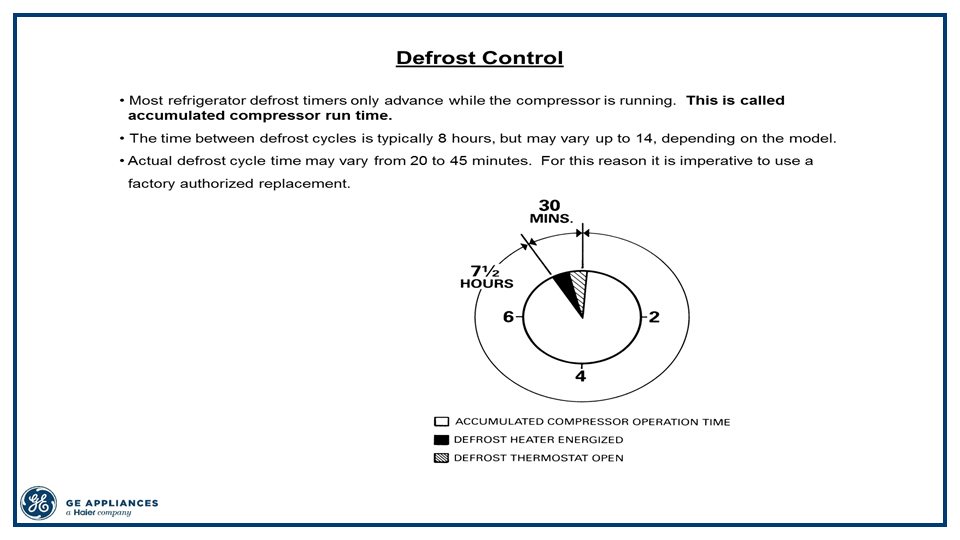 Defrost Control
• Most refrigerator defrost timers only advance while the compressor is running. This is called
accumulated compressor run time.
• The time between defrost cycles is typically 8 hours, but may vary up to 14, depending on the model.
• Actual defrost cycle time may vary from 20 to 45 minutes. For this reason it is imperative to use a
factory authorized replacement.
30
MINS.
7½
HOURS
6
2
4
ACCUMULATED COMPRESSOR OPERATION TIME
DEFROST HEATER ENERGIZED
DEFROST THERMOSTAT OPEN
GE
GE APPLIANCES
a Haier company